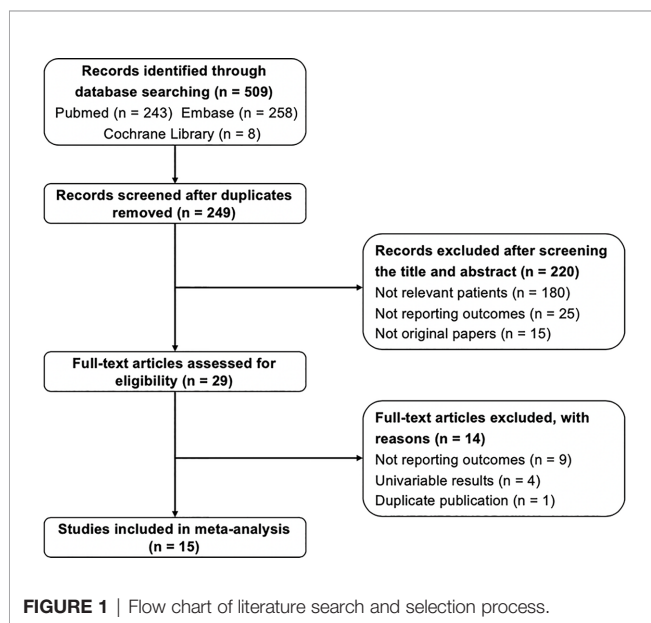 Records identified through
database searching (n = 509)
Pubmed (n = 243)  Embase (n = 258)
Cochrane Library (n = 8)
Records screened after duplicates
removed (n = 249)
Records excluded after screening
the title and abstract (n = 220)
Not relevant patients (n = 180)
Not reporting outcomes (n = 25)
Not original papers (n = 15)
Full-text articles assessed for
eligibility (n = 29)
Full-text articles excluded, with
reasons (n = 14)
Not reporting outcomes (n = 9)
Univariable results (n = 4)
Duplicate publication (n = 1)
Studies included in meta-analysis
(n = 15)
FIGURE 1 | Flow chart of literature search and selection process.